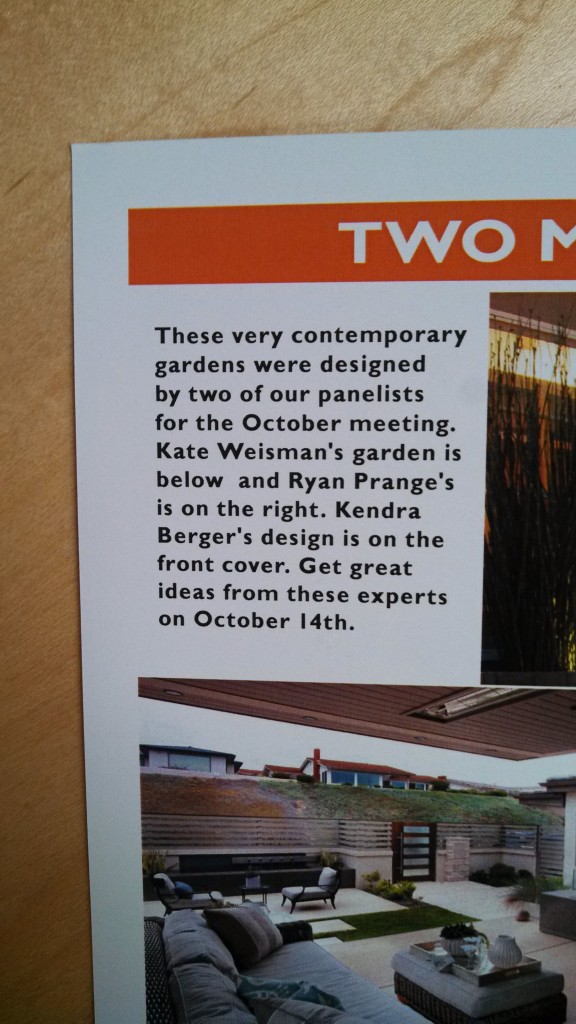 TWO
These very contemporary
gardens were designed
by two of our panelists
for the October meeting.
Kate Weisman's garden is
below  and Ryan Prange's
is on the right. Kendra
Berger's design is on the
front cover. Get great
ideas from these experts
on October 14th.